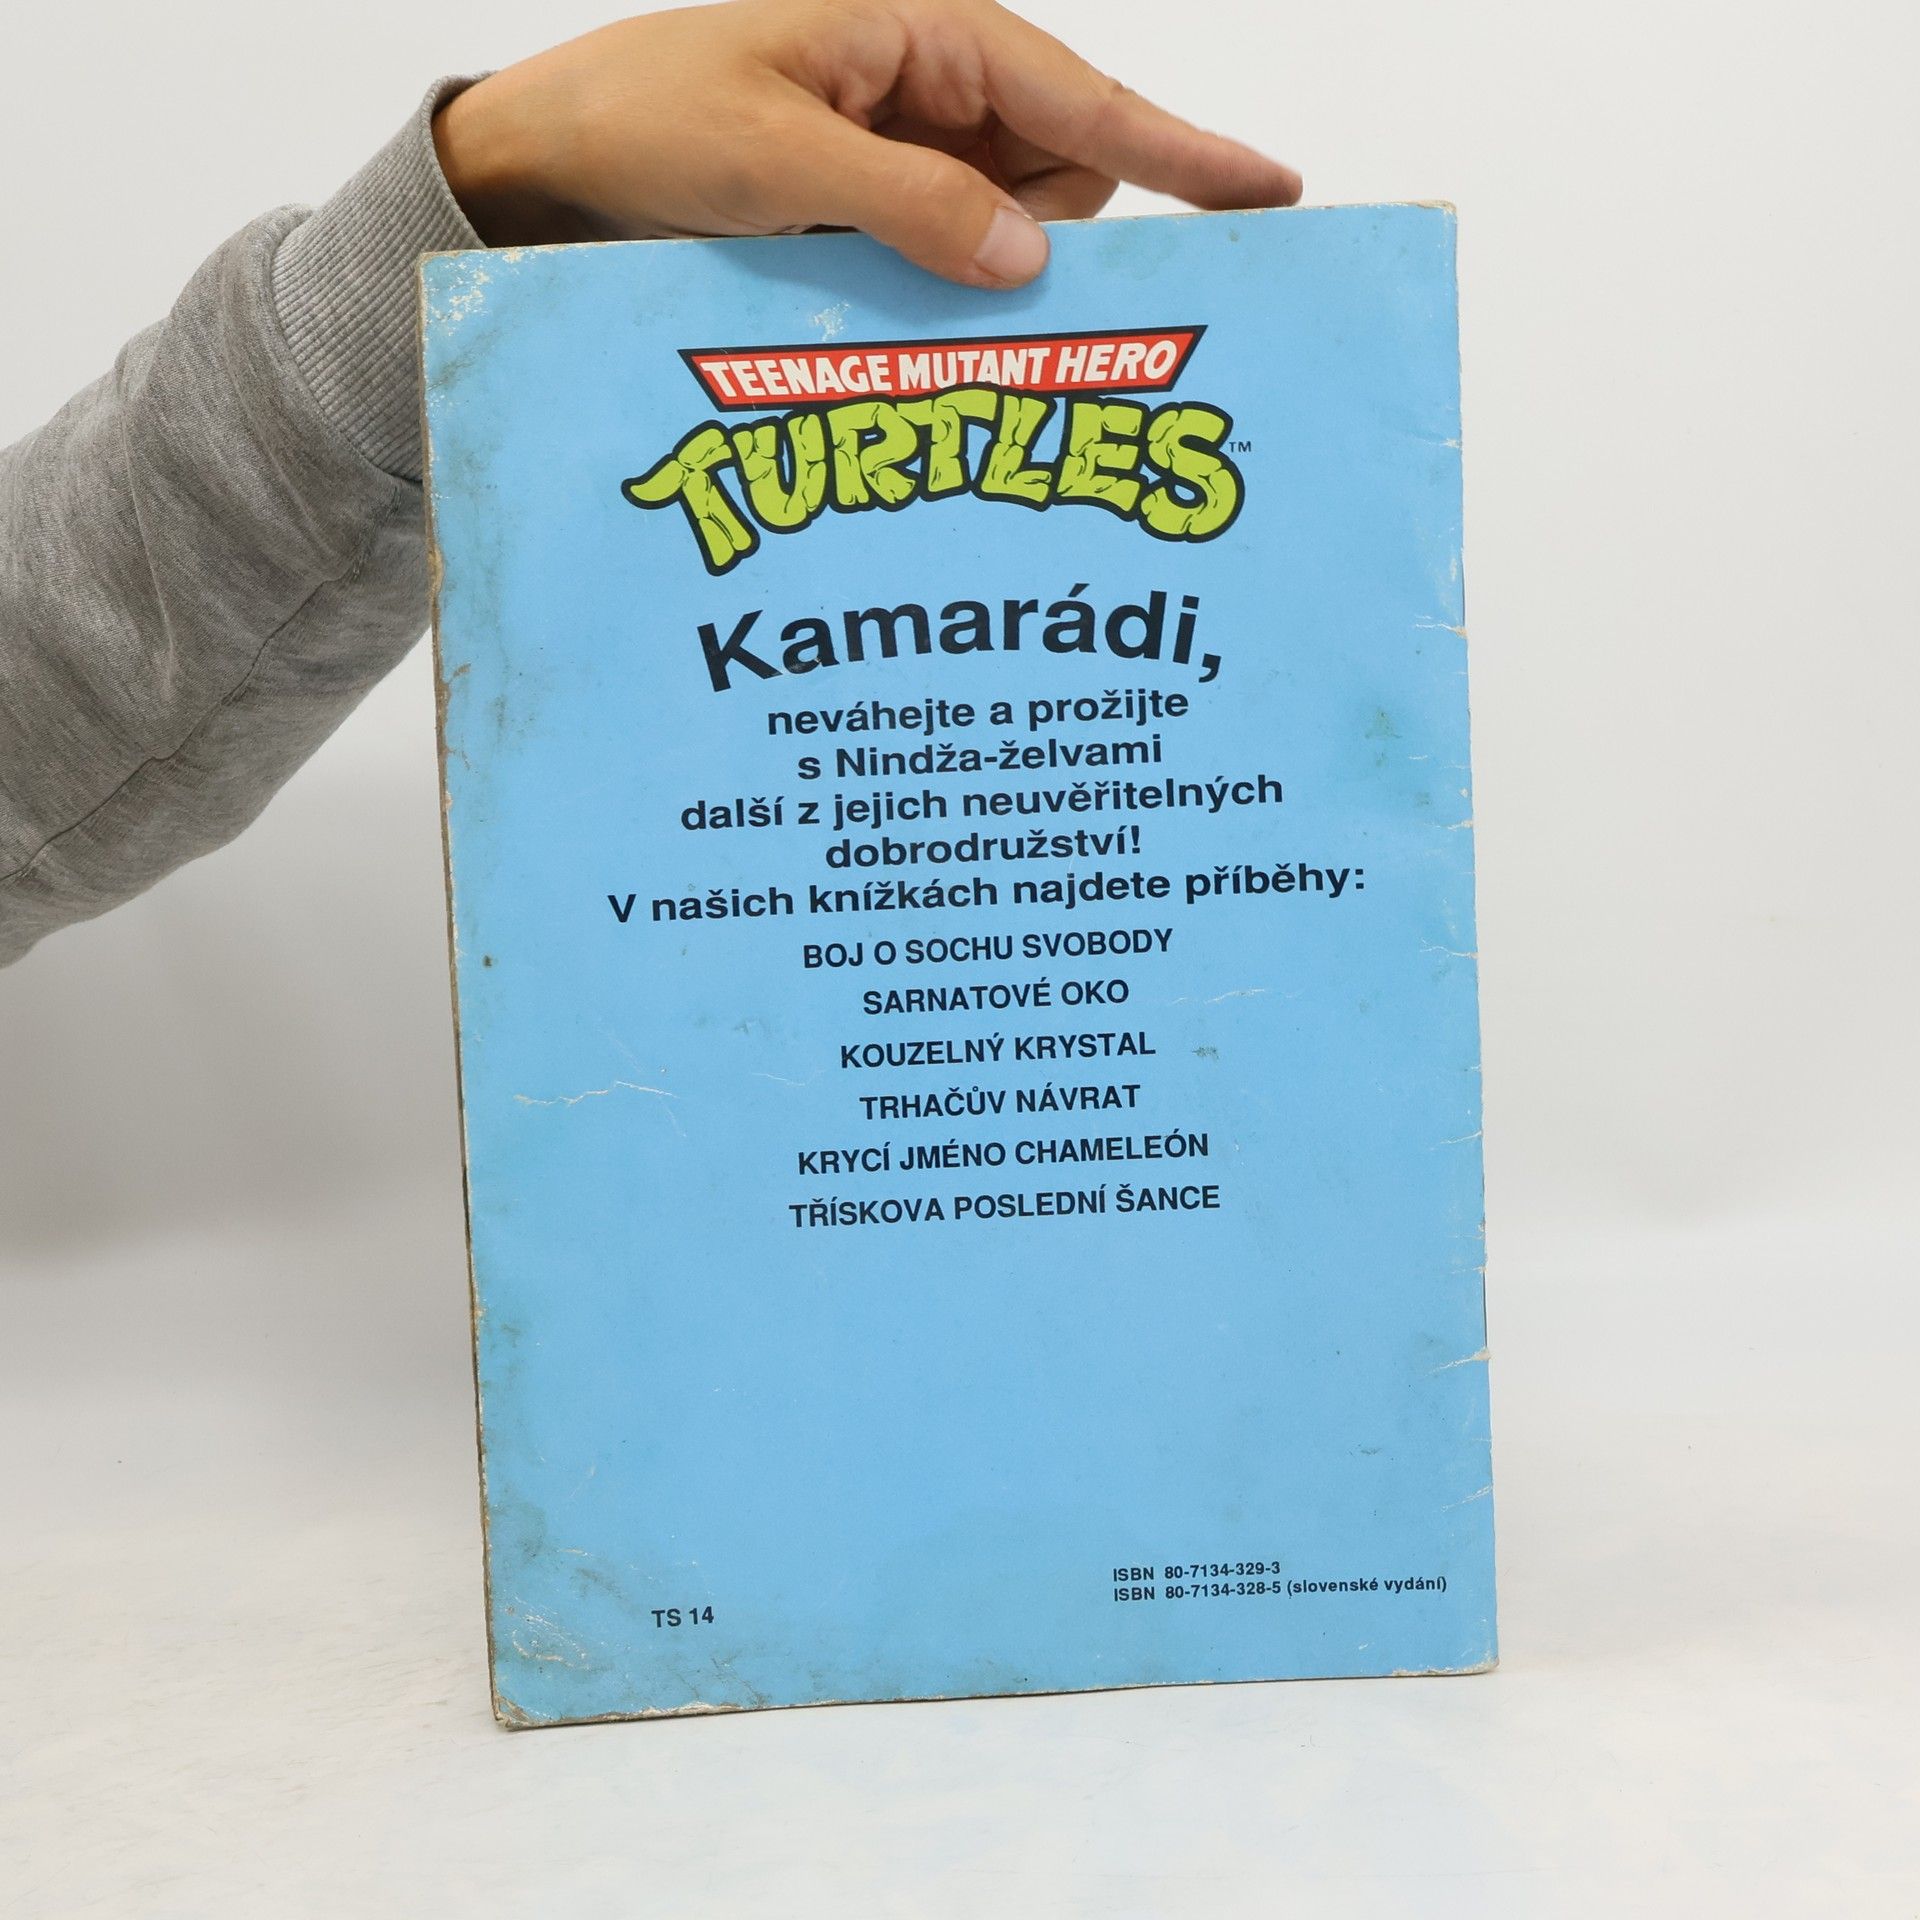 TEENAGE MUTANT HERO
TURTLES™
Kamarádi,
neváhejte a prožijte
s Nindža-želvami
další z jejich neuvěřitelných
dobrodružství!
V našich knížkách najdete příběhy:
BOJ O SOCHU SVOBODY
SARNATOVÉ OKO
KOUZELNÝ KRYSTAL
TRHAČŮV NÁVRAT
KRYCÍ JMÉNO CHAMELEÓN
TŘÍSKOVA POSLEDNÍ ŠANCE
ISBN 80-7134-329-3
ISBN 80-7134-328-5 (slovenské vydání)
TS 14